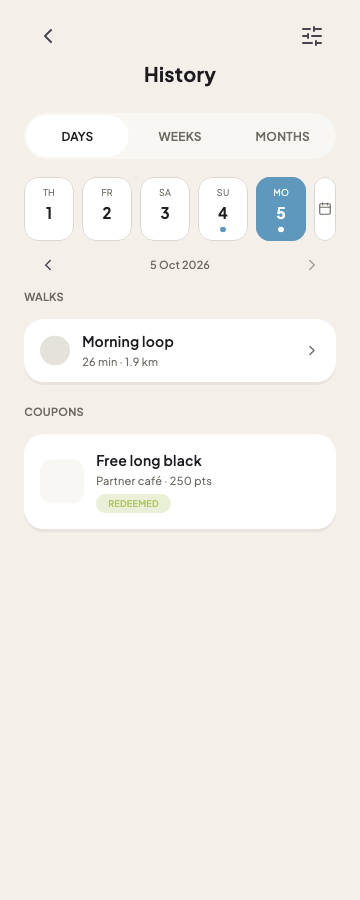 History
DAYS WEEKS MONTHS
TH FR SA SU MO
1 2 3 4 5
5 Oct 2026
WALKS
Morning loop
26 min · 1.9 km
COUPONS
Free long black
Partner café · 250 pts
REDEEMED